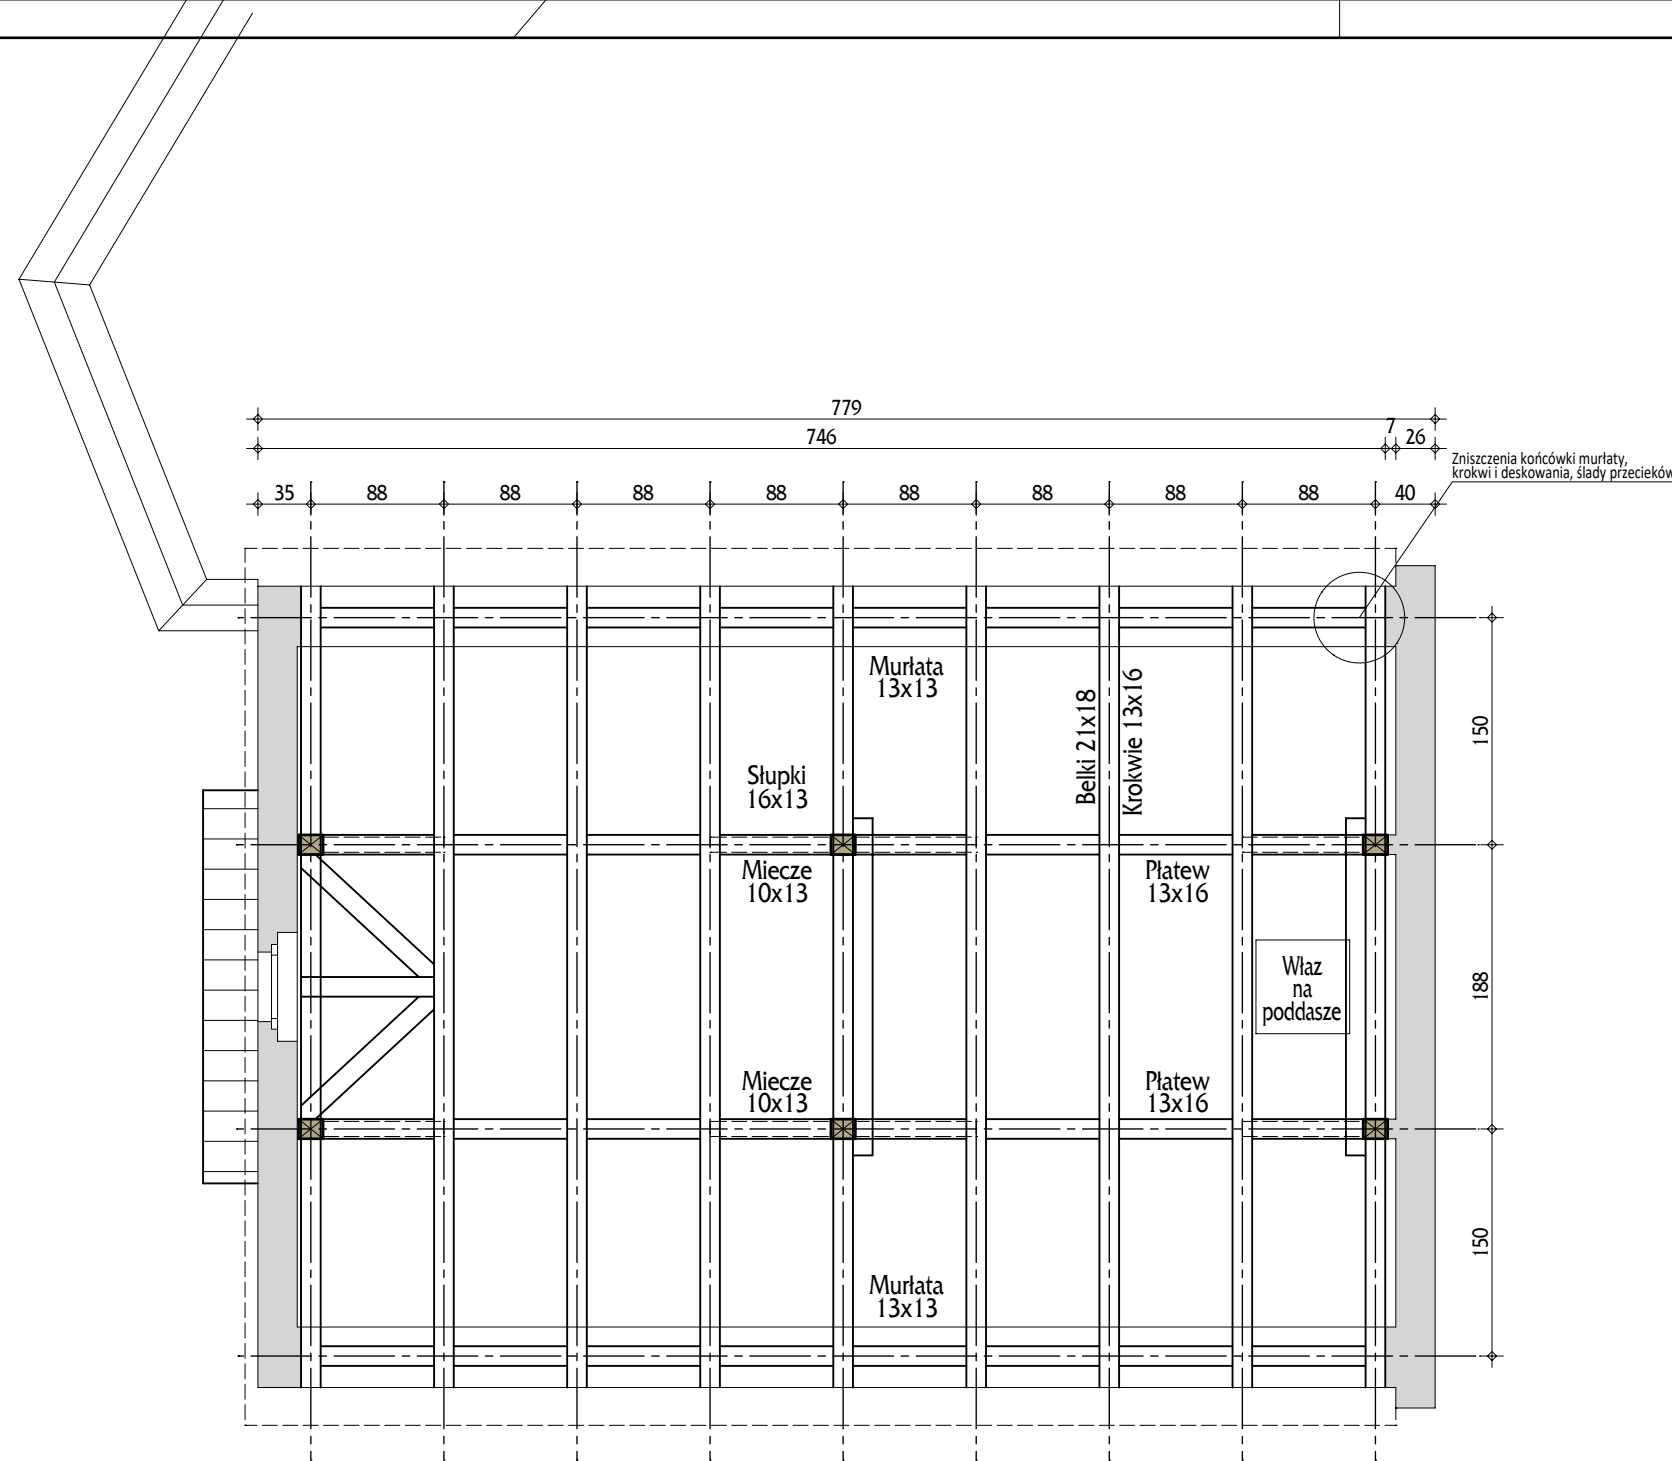 779
746
7
26
Zniszczenia końcówki murłaty,
krokwi i deskowania, ślady przecieków
35
88
88
88
88
88
88
88
88
40
Murłata
13x13
Belki 21x18
Krokwie 13x16
150
Słupki
16x13
Miecze
10x13
Płatew
13x16
Właz
na
poddasze
188
Miecze
10x13
Płatew
13x16
150
Murłata
13x13